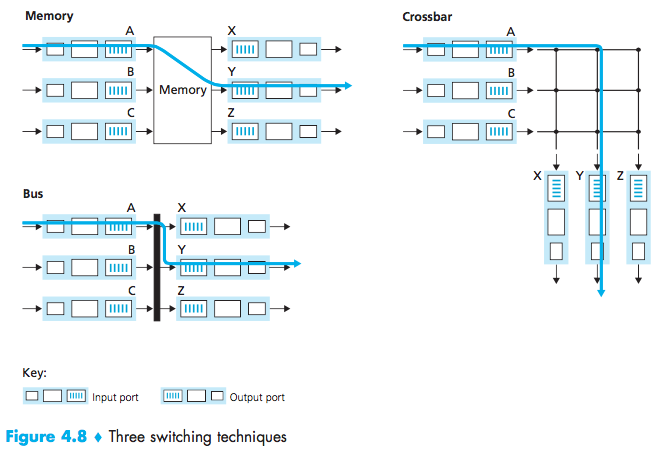 Memory
A
X
B
Y
Memory
C
Z
Crossbar
A
B
C
X
Y
Z
Bus
A
X
B
Y
C
Z
Key:
Input port
Output port
Figure 4.8 ♦ Three switching techniques